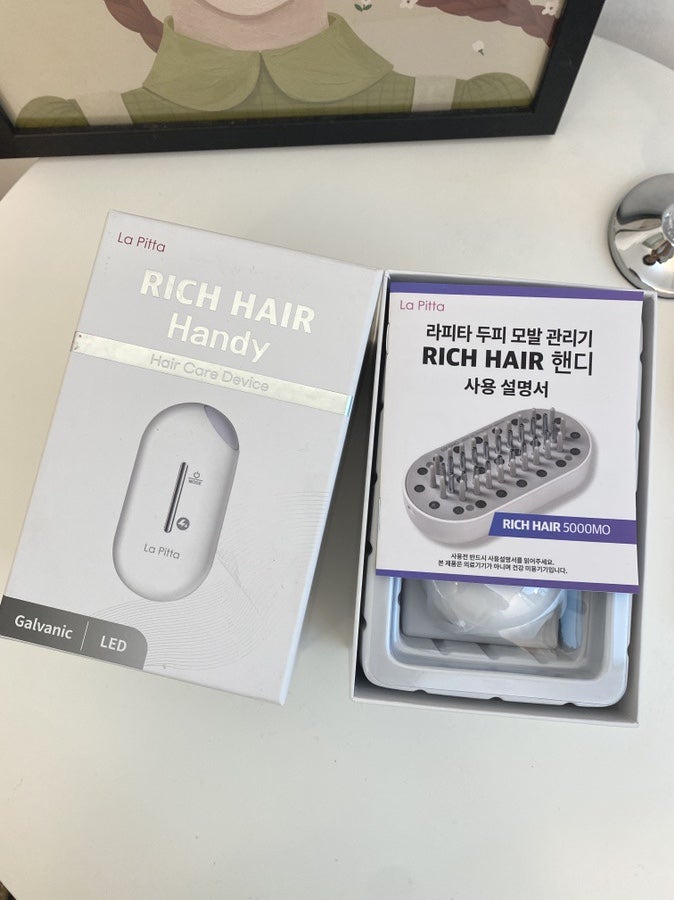 La Pitta
RICH HAIR
Handy
Hair Care Device
MODE
La Pitta
Galvanic | LED
La Pitta
라피타 두피 모발 관리기
RICH HAIR 핸디
사용 설명서
RICH HAIR 5000MO
사용전 반드시 사용설명서를 읽어주세요.
본 제품은 의료기기가 아니며 건강 미용기기입니다.